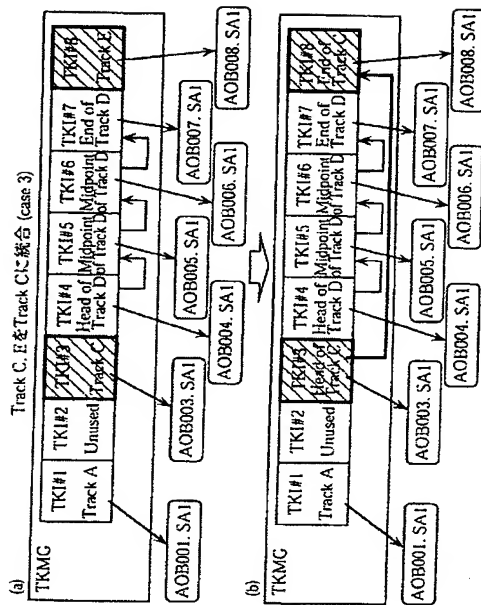 Track C, EをTrack Cに統合 (case 3)
(a)
TKMG
TKI#1
Track A
TKI#2
Unused
TKI#3
Track C
TKI#4
Head of
Track D
TKI#5
Midpoint
of Track D
TKI#6
Midpoint
of Track D
TKI#7
End of
Track D
TKI#8
Track E
AOB001. SA1
AOB003. SA1
AOB004. SA1
AOB005. SA1
AOB006. SA1
AOB007. SA1
AOB008. SA1
(b)
TKMG
TKI#1
Track A
TKI#2
Unused
TKI#3
Head of
Track C
TKI#4
Head of
Track D
TKI#5
Midpoint
of Track D
TKI#6
Midpoint
of Track D
TKI#7
End of
Track D
TKI#8
End of
Track C
AOB001. SA1
AOB003. SA1
AOB004. SA1
AOB005. SA1
AOB006. SA1
AOB007. SA1
AOB008. SA1